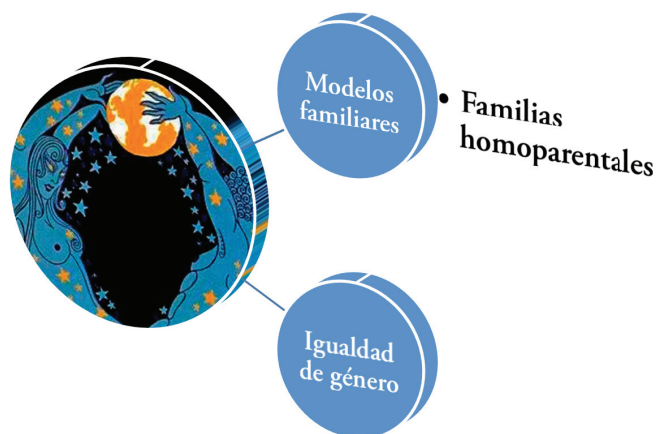 Modelos
familiares
• Familias
homoparentales
Igualdad
de género